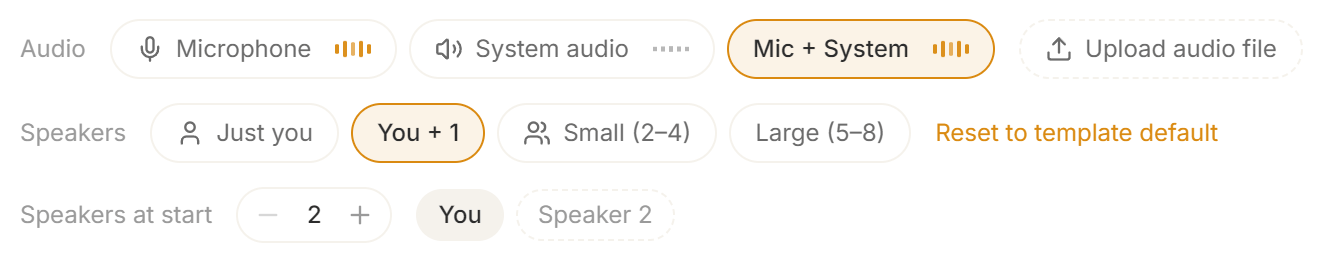 Audio Microphone System audio Mic + System Upload audio file
Speakers Just you You + 1 Small (2–4) Large (5–8) Reset to template default
Speakers at start — 2 + You Speaker 2